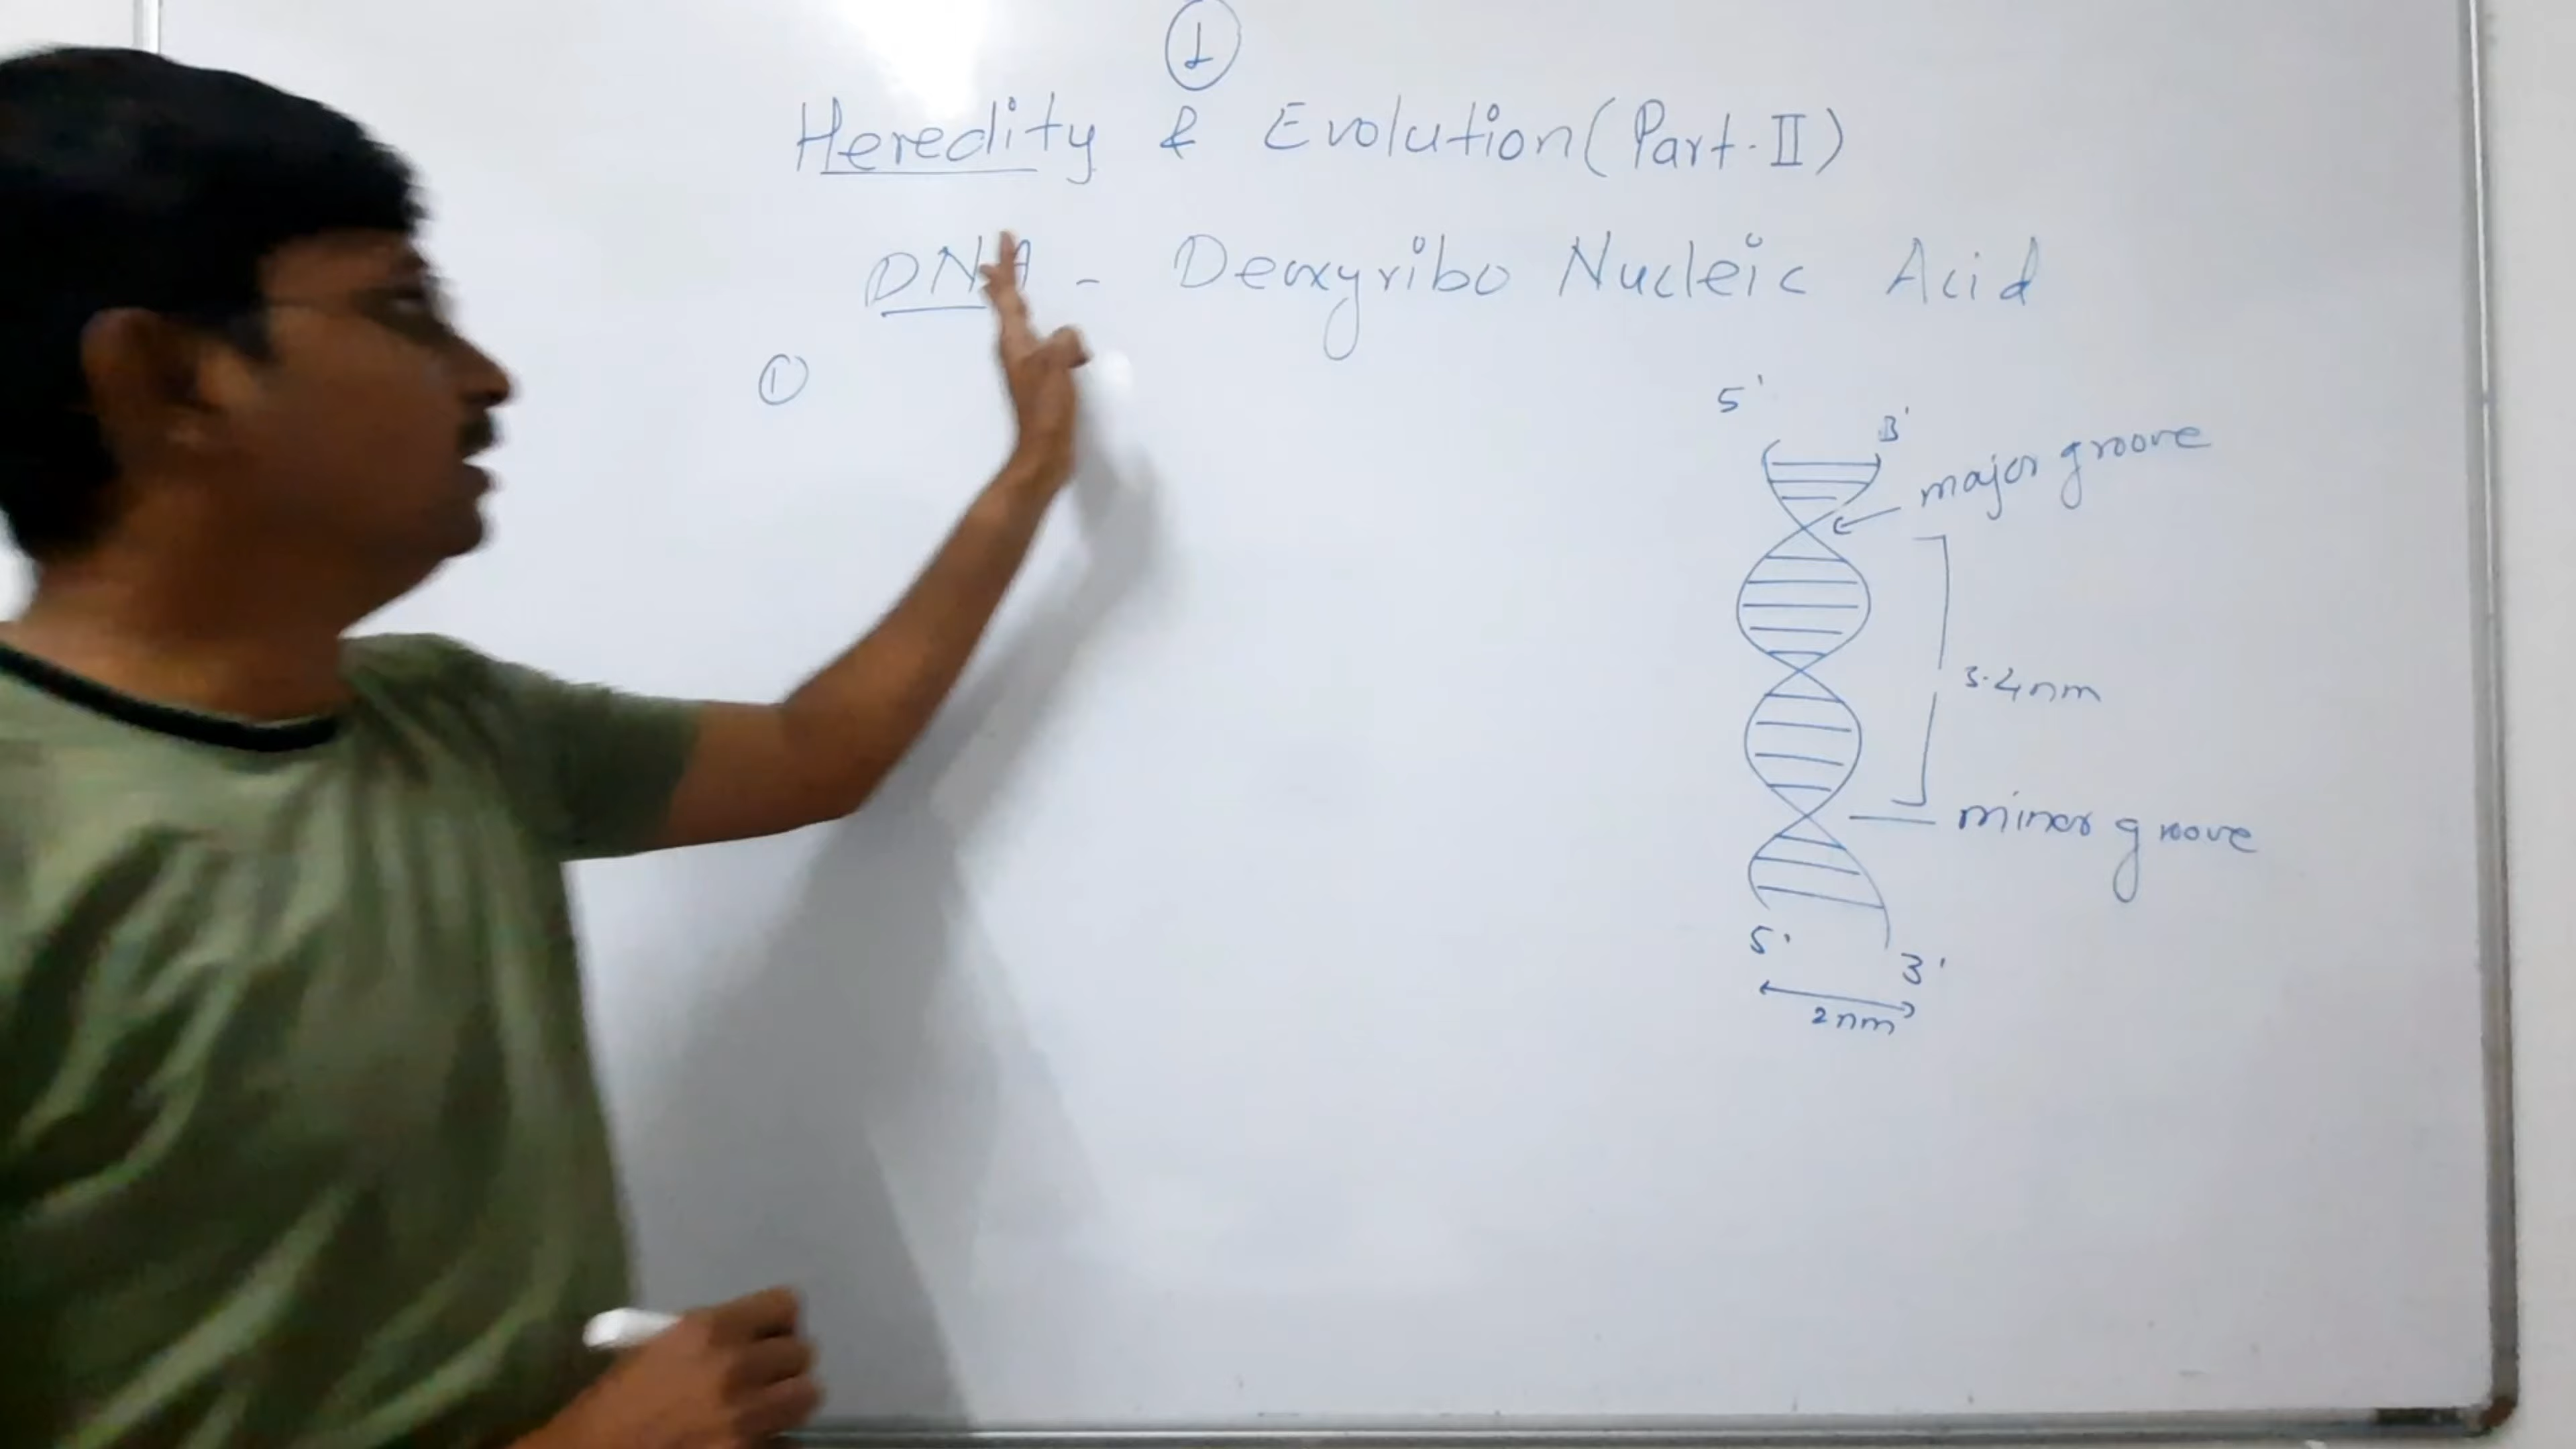 1
Heredity & Evolution (Part-II)
DNA - Deoxyribo Nucleic Acid
①
5' 3'
major groove
3.4nm
minor groove
5' 3'
2nm